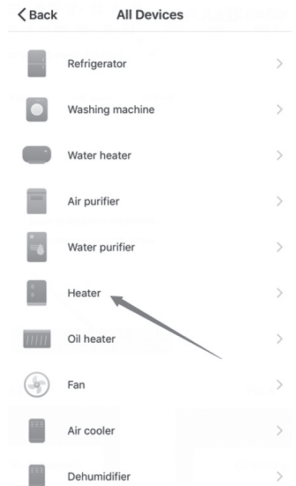 Back All Devices
Refrigerator
Washing machine
Water heater
Air purifier
Water purifier
Heater
Oil heater
Fan
Air cooler
Dehumidifier